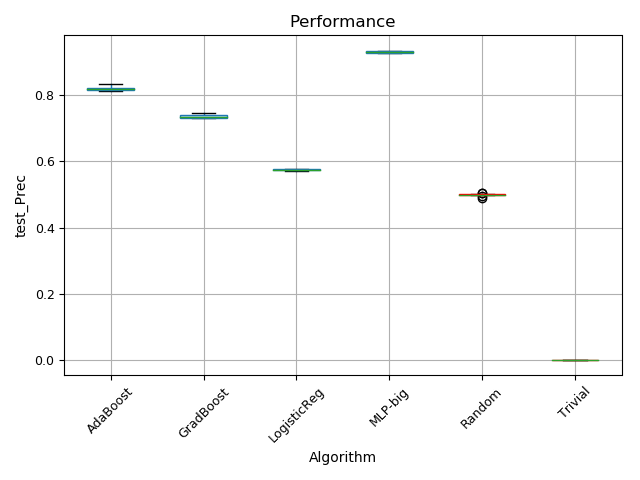 Performance
test_Prec
0.8
0.6
0.4
0.2
0.0
AdaBoost
GradBoost
LogisticReg
MLP-big
Random
Trivial
Algorithm